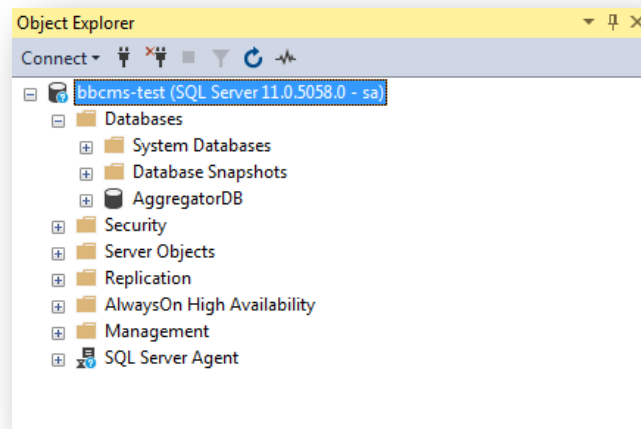 Object Explorer
Connect
bbcms-test (SQL Server 11.0.5058.0 - sa)
Databases
System Databases
Database Snapshots
AggregatorDB
Security
Server Objects
Replication
AlwaysOn High Availability
Management
SQL Server Agent